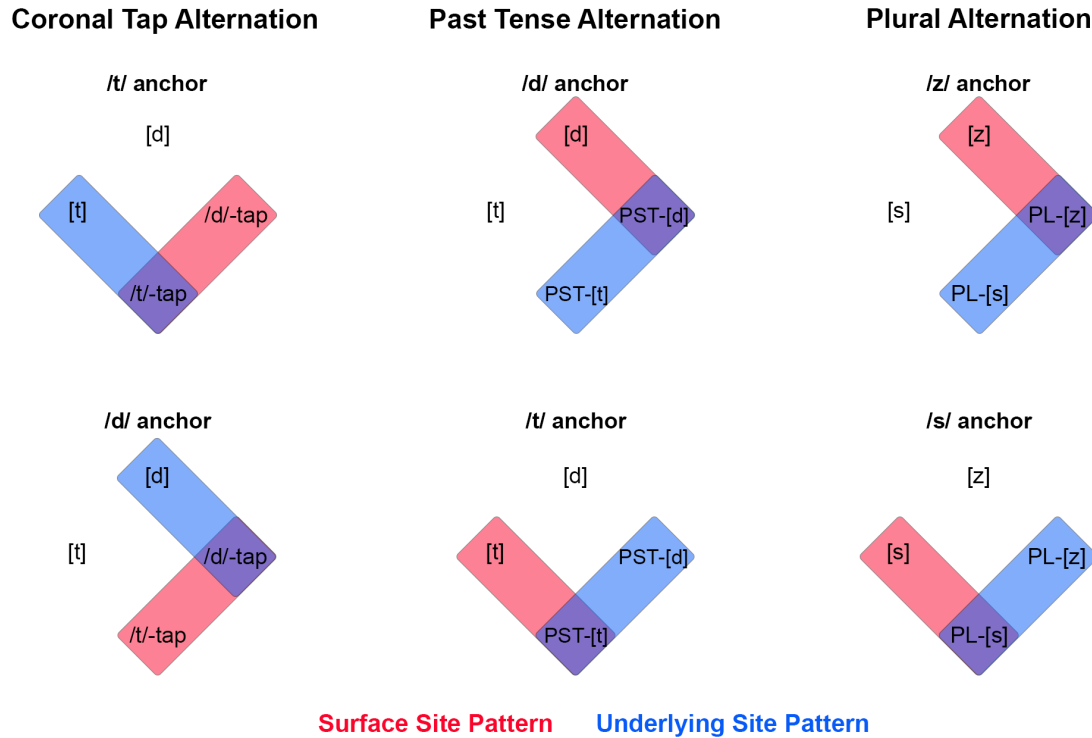 Coronal Tap Alternation
Past Tense Alternation
Plural Alternation
/t/ anchor
/d/ anchor
/z/ anchor
[d]
[d]
[z]
[t]
/d/-tap
[t]
PST-[d]
[s]
PL-[z]
/t/-tap
PST-[t]
PL-[s]
/d/ anchor
/t/ anchor
/s/ anchor
[d]
[d]
[z]
[t]
/d/-tap
[t]
PST-[d]
[s]
PL-[z]
/t/-tap
PST-[t]
PL-[s]
Surface Site Pattern
Underlying Site Pattern